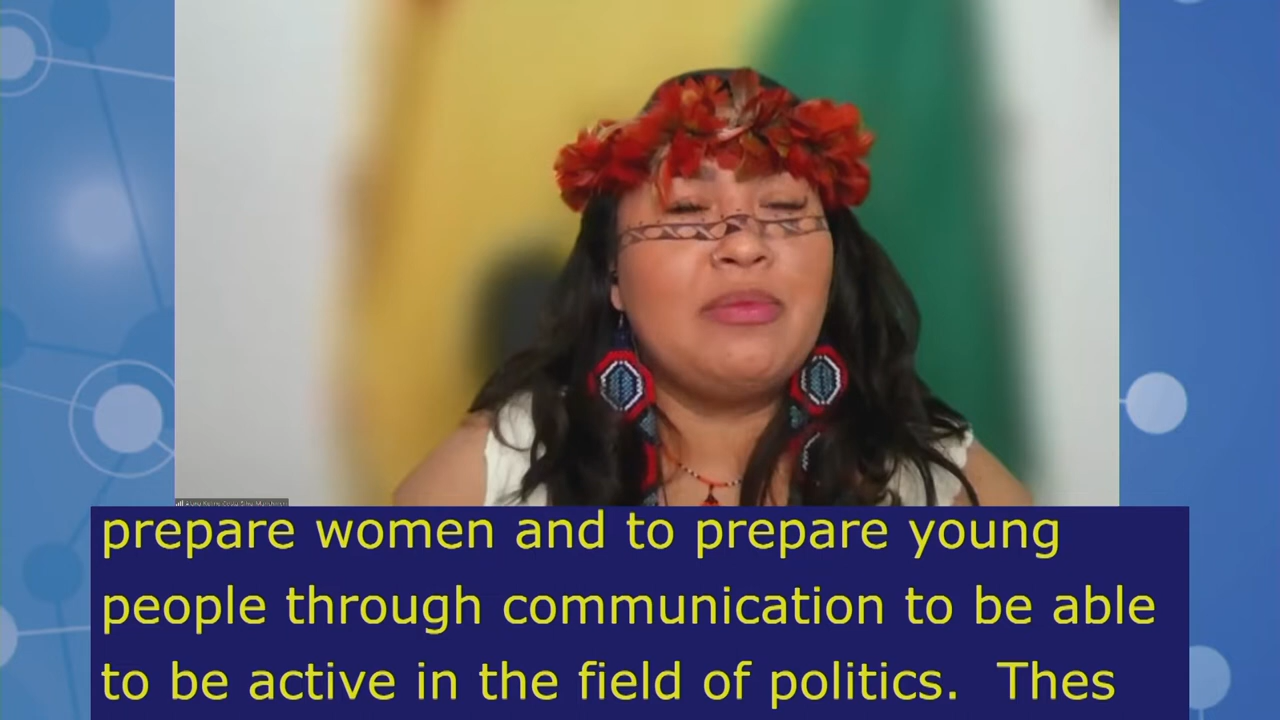 prepare women and to prepare young
people through communication to be able
to be active in the field of politics.  Thes